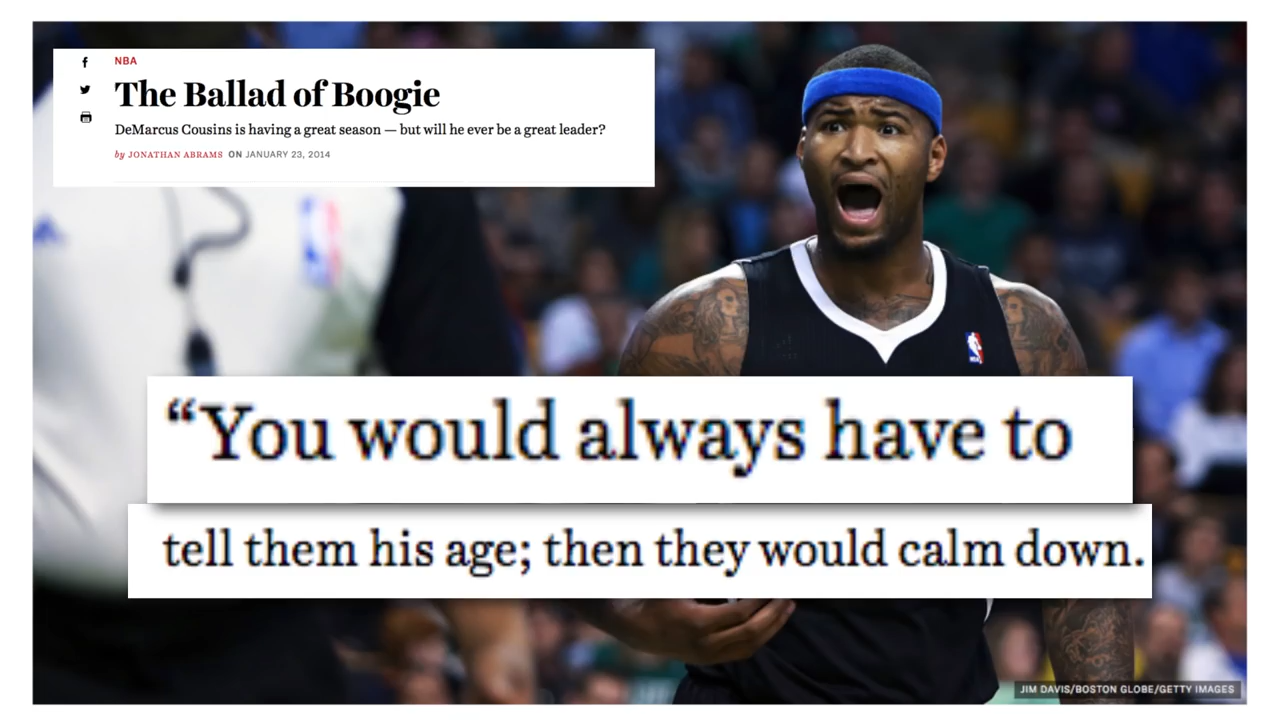 NBA
The Ballad of Boogie
DeMarcus Cousins is having a great season — but will he ever be a great leader?
by JONATHAN ABRAMS ON JANUARY 23, 2014
“You would always have to
tell them his age; then they would calm down.
JIM DAVIS/BOSTON GLOBE/GETTY IMAGES